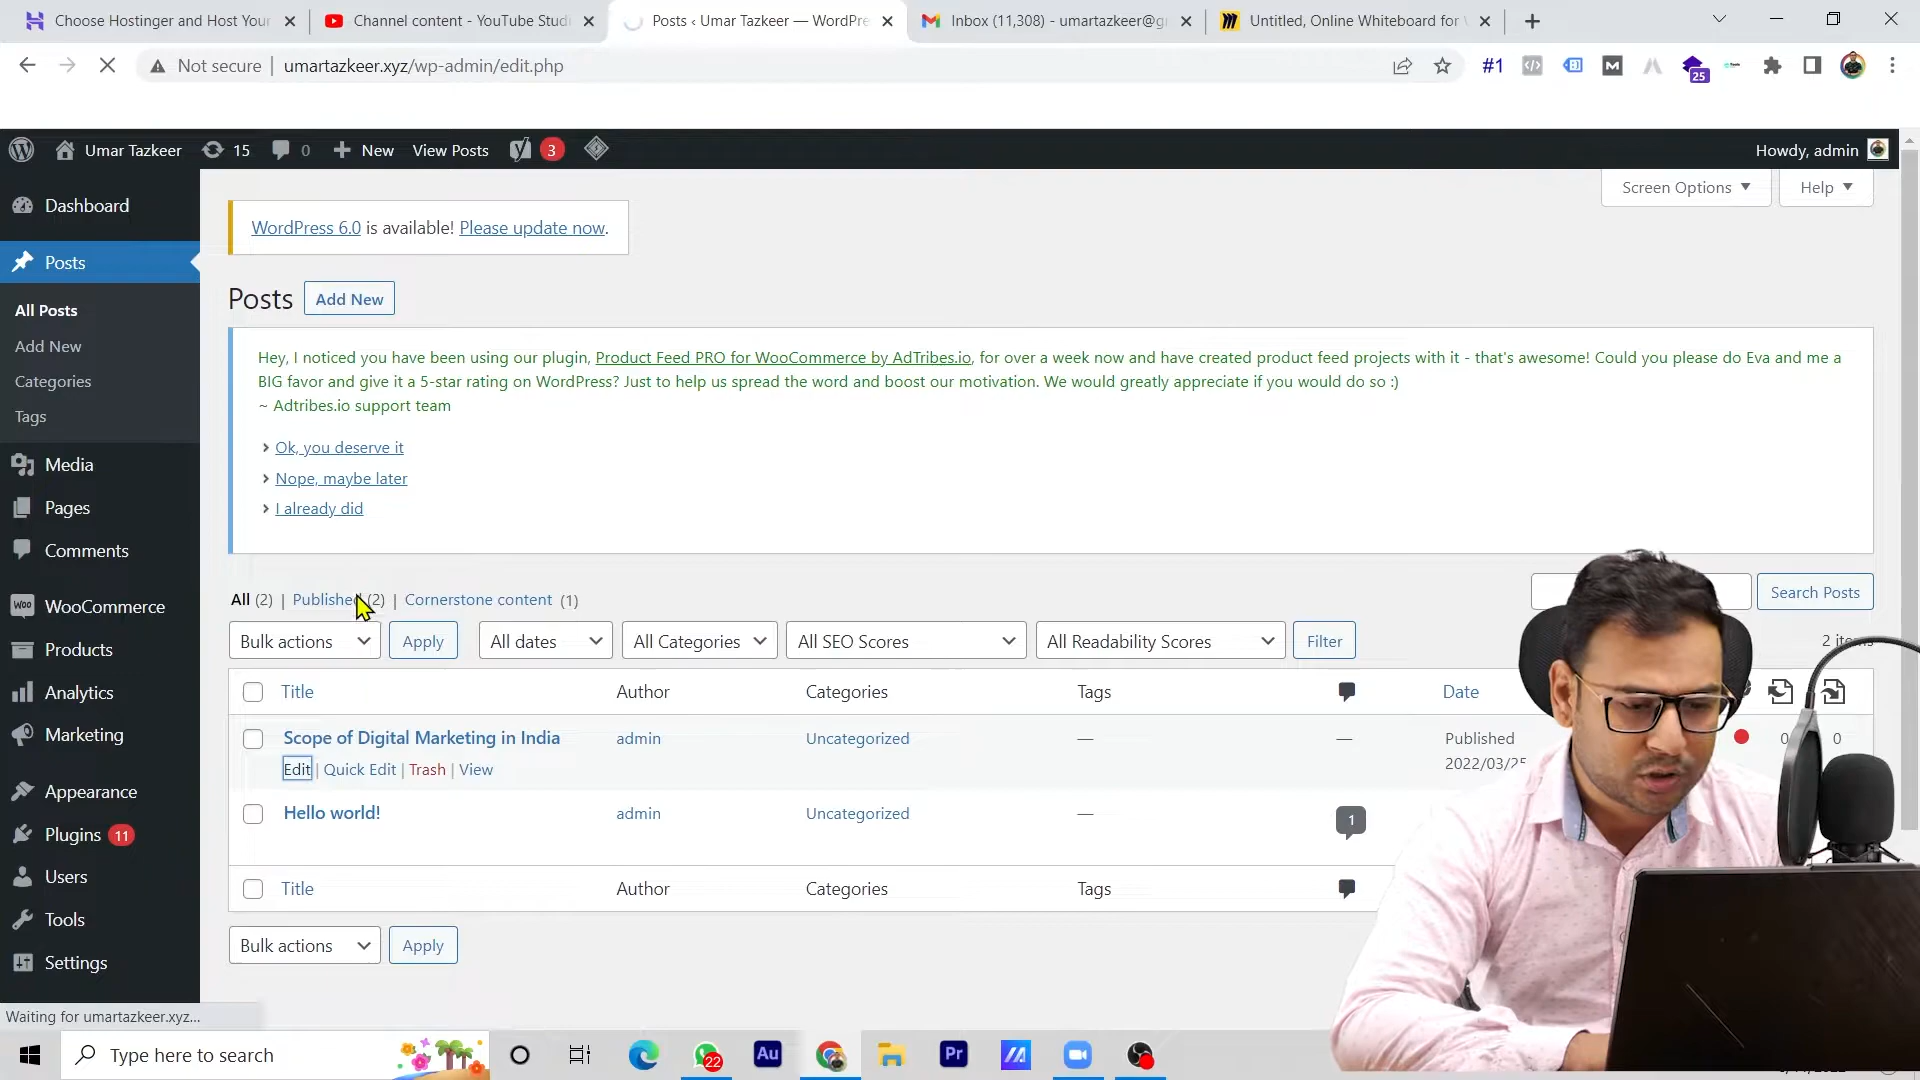 Choose Hostinger and Host Your
Channel content - YouTube Studi
Posts ‹ Umar Tazkeer — WordPre
Inbox (11,308) - umartazkeer@g
Untitled, Online Whiteboard for
Not secure | umartazkeer.xyz/wp-admin/edit.php
#1
25
Umar Tazkeer 15 0 New View Posts 3
Howdy, admin
Screen Options
Help
Dashboard
Posts
All Posts
Add New
Categories
Tags
Media
Pages
Comments
WooCommerce
Products
Analytics
Marketing
Appearance
Plugins 11
Users
Tools
Settings
WordPress 6.0 is available! Please update now.
Posts Add New
Hey, I noticed you have been using our plugin, Product Feed PRO for WooCommerce by AdTribes.io, for over a week now and have created product feed projects with it - that's awesome! Could you please do Eva and me a
BIG favor and give it a 5-star rating on WordPress? Just to help us spread the word and boost our motivation. We would greatly appreciate if you would do so :)
~ Adtribes.io support team
Ok, you deserve it
Nope, maybe later
I already did
All (2) | Published (2) | Cornerstone content (1)
Search Posts
Bulk actions Apply All dates All Categories All SEO Scores All Readability Scores Filter
2 items
Title Author Categories Tags Date
Scope of Digital Marketing in India admin Uncategorized — — Published 0 0
Edit | Quick Edit | Trash | View 2022/03/25
Hello world! admin Uncategorized — 1
Title Author Categories Tags
Bulk actions Apply
Waiting for umartazkeer.xyz...
Type here to search
22
Au
Pr